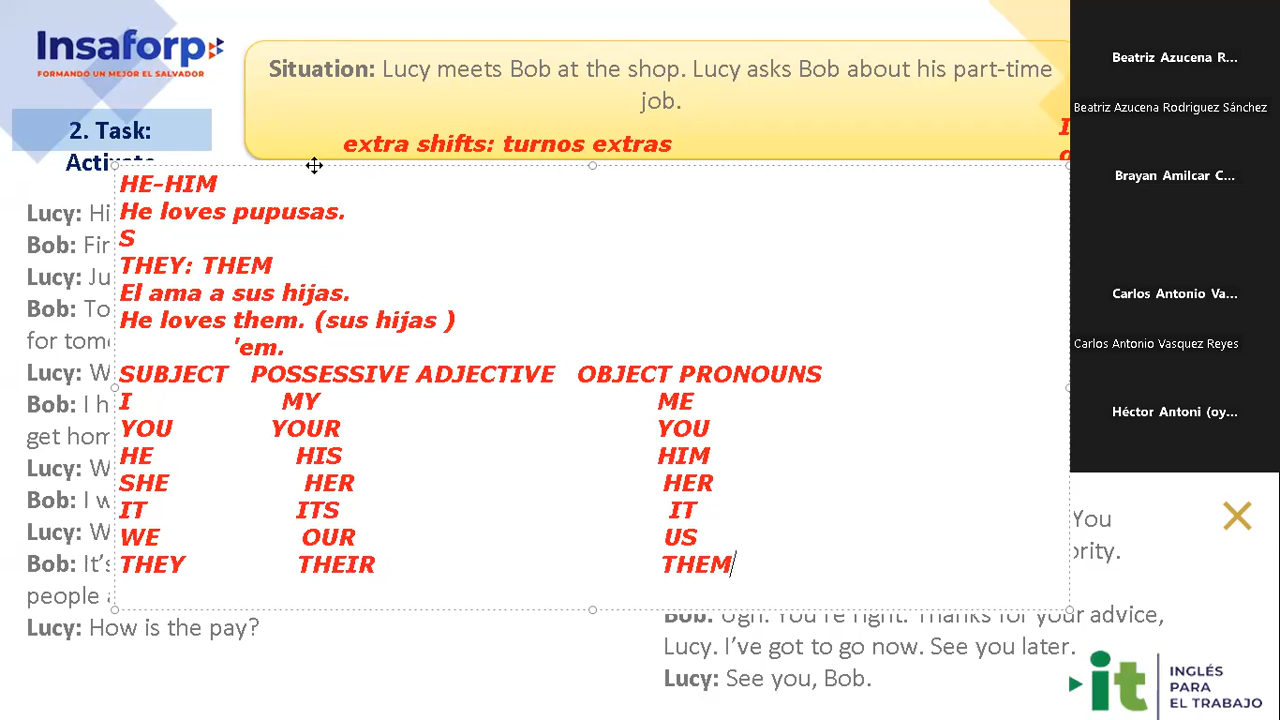 Insaforp
FORMANDO UN MEJOR EL SALVADOR
Situation: Lucy meets Bob at the shop. Lucy asks Bob about his part-time
job.
2. Task:
extra shifts: turnos extras
HE-HIM
He loves pupusas.
S
THEY: THEM
El ama a sus hijas.
He loves them. (sus hijas )
'em.
SUBJECT POSSESSIVE ADJECTIVE OBJECT PRONOUNS
I MY ME
YOU YOUR YOU
HE HIS HIM
SHE HER HER
IT ITS IT
WE OUR US
THEY THEIR THEM
Lucy: Hi
Bob:
Lucy:
Bob:
for
Lucy:
Bob: I
get
Lucy:
Bob: I
Lucy:
Bob:
people
Lucy: How is the pay?
You
Bob: Ugh. You're right. Thanks for your advice,
Lucy. I've got to go now. See you later.
Lucy: See you, Bob.
Beatriz Azucena R...
Beatriz Azucena Rodriguez Sánchez
Brayan Amilcar C...
Carlos Antonio Va...
Carlos Antonio Vasquez Reyes
Héctor Antoni (oy...
it INGLÉS
PARA
EL TRABAJO